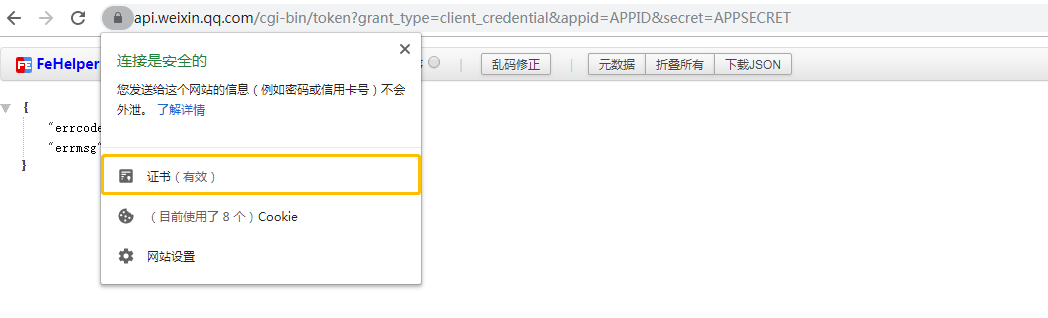 api.weixin.qq.com/cgi-bin/token?grant_type=client_credential&appid=APPID&secret=APPSECRET
FeHelper
乱码修正
元数据
折叠所有
下载JSON
连接是安全的
您发送给这个网站的信息（例如密码或信用卡号）不会
外泄。 了解详情
{
"errcode
"errmsg"
}
证书（有效）
（目前使用了 8 个）Cookie
网站设置